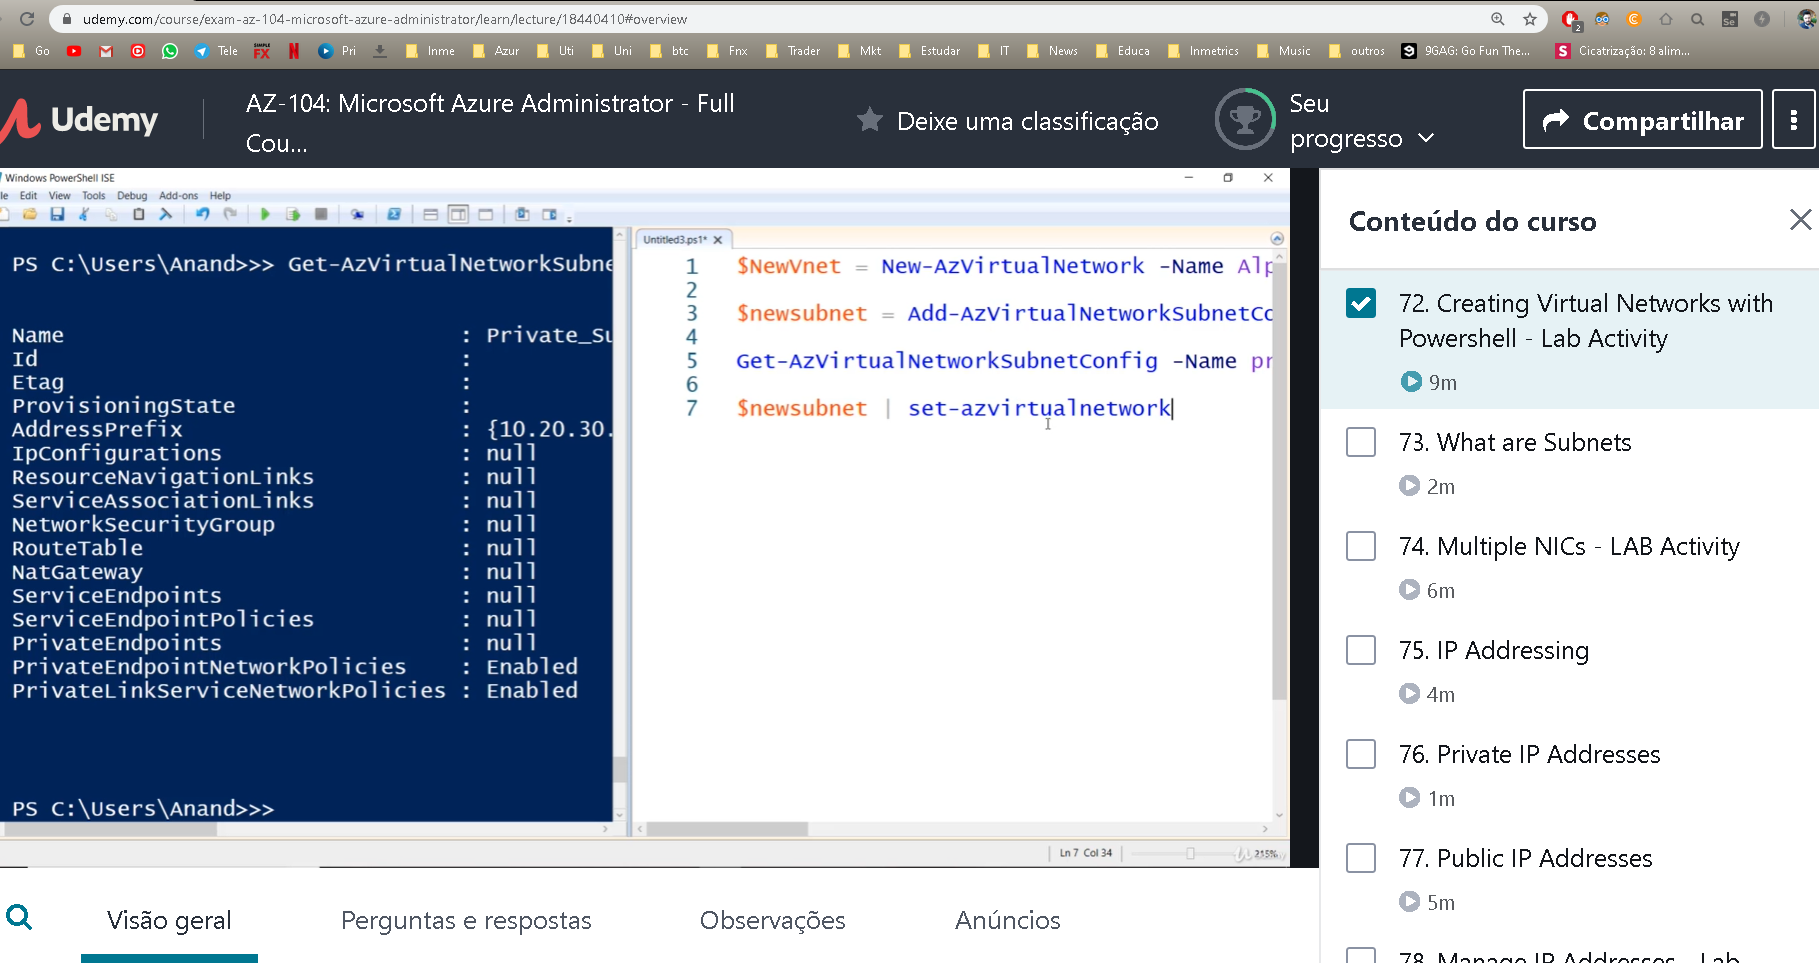 udemy.com/course/exam-az-104-microsoft-azure-administrator/learn/lecture/18440410#overview
2
Se
Go Tele SIMPLE FX Pri Inme Azur Uti Uni btc Fnx Trader Mkt Estudar IT News Educa Inmetrics Music outros 9GAG: Go Fun The... S Cicatrização: 8 alim...
Udemy
AZ-104: Microsoft Azure Administrator - Full
Cou...
Deixe uma classificação
Seu
progresso
Compartilhar
Windows PowerShell ISE
le Edit View Tools Debug Add-ons Help
PS C:\Users\Anand>>> Get-AzVirtualNetworkSubne
Name : Private_Su
Id :
Etag :
ProvisioningState :
AddressPrefix : {10.20.30.
IpConfigurations : null
ResourceNavigationLinks : null
ServiceAssociationLinks : null
NetworkSecurityGroup : null
RouteTable : null
NatGateway : null
ServiceEndpoints : null
ServiceEndpointPolicies : null
PrivateEndpoints : null
PrivateEndpointNetworkPolicies : Enabled
PrivateLinkServiceNetworkPolicies : Enabled
PS C:\Users\Anand>>>
Untitled3.ps1*
1 $NewVnet = New-AzVirtualNetwork -Name Alp
2
3 $newsubnet = Add-AzVirtualNetworkSubnetCo
4
5 Get-AzVirtualNetworkSubnetConfig -Name pr
6
7 $newsubnet | set-azvirtualnetwork
Ln 7 Col 34
215%
Conteúdo do curso
72. Creating Virtual Networks with
Powershell - Lab Activity
9m
73. What are Subnets
2m
74. Multiple NICs - LAB Activity
6m
75. IP Addressing
4m
76. Private IP Addresses
1m
77. Public IP Addresses
5m
78. Manage IP Addresses - Lab
Visão geral
Perguntas e respostas
Observações
Anúncios